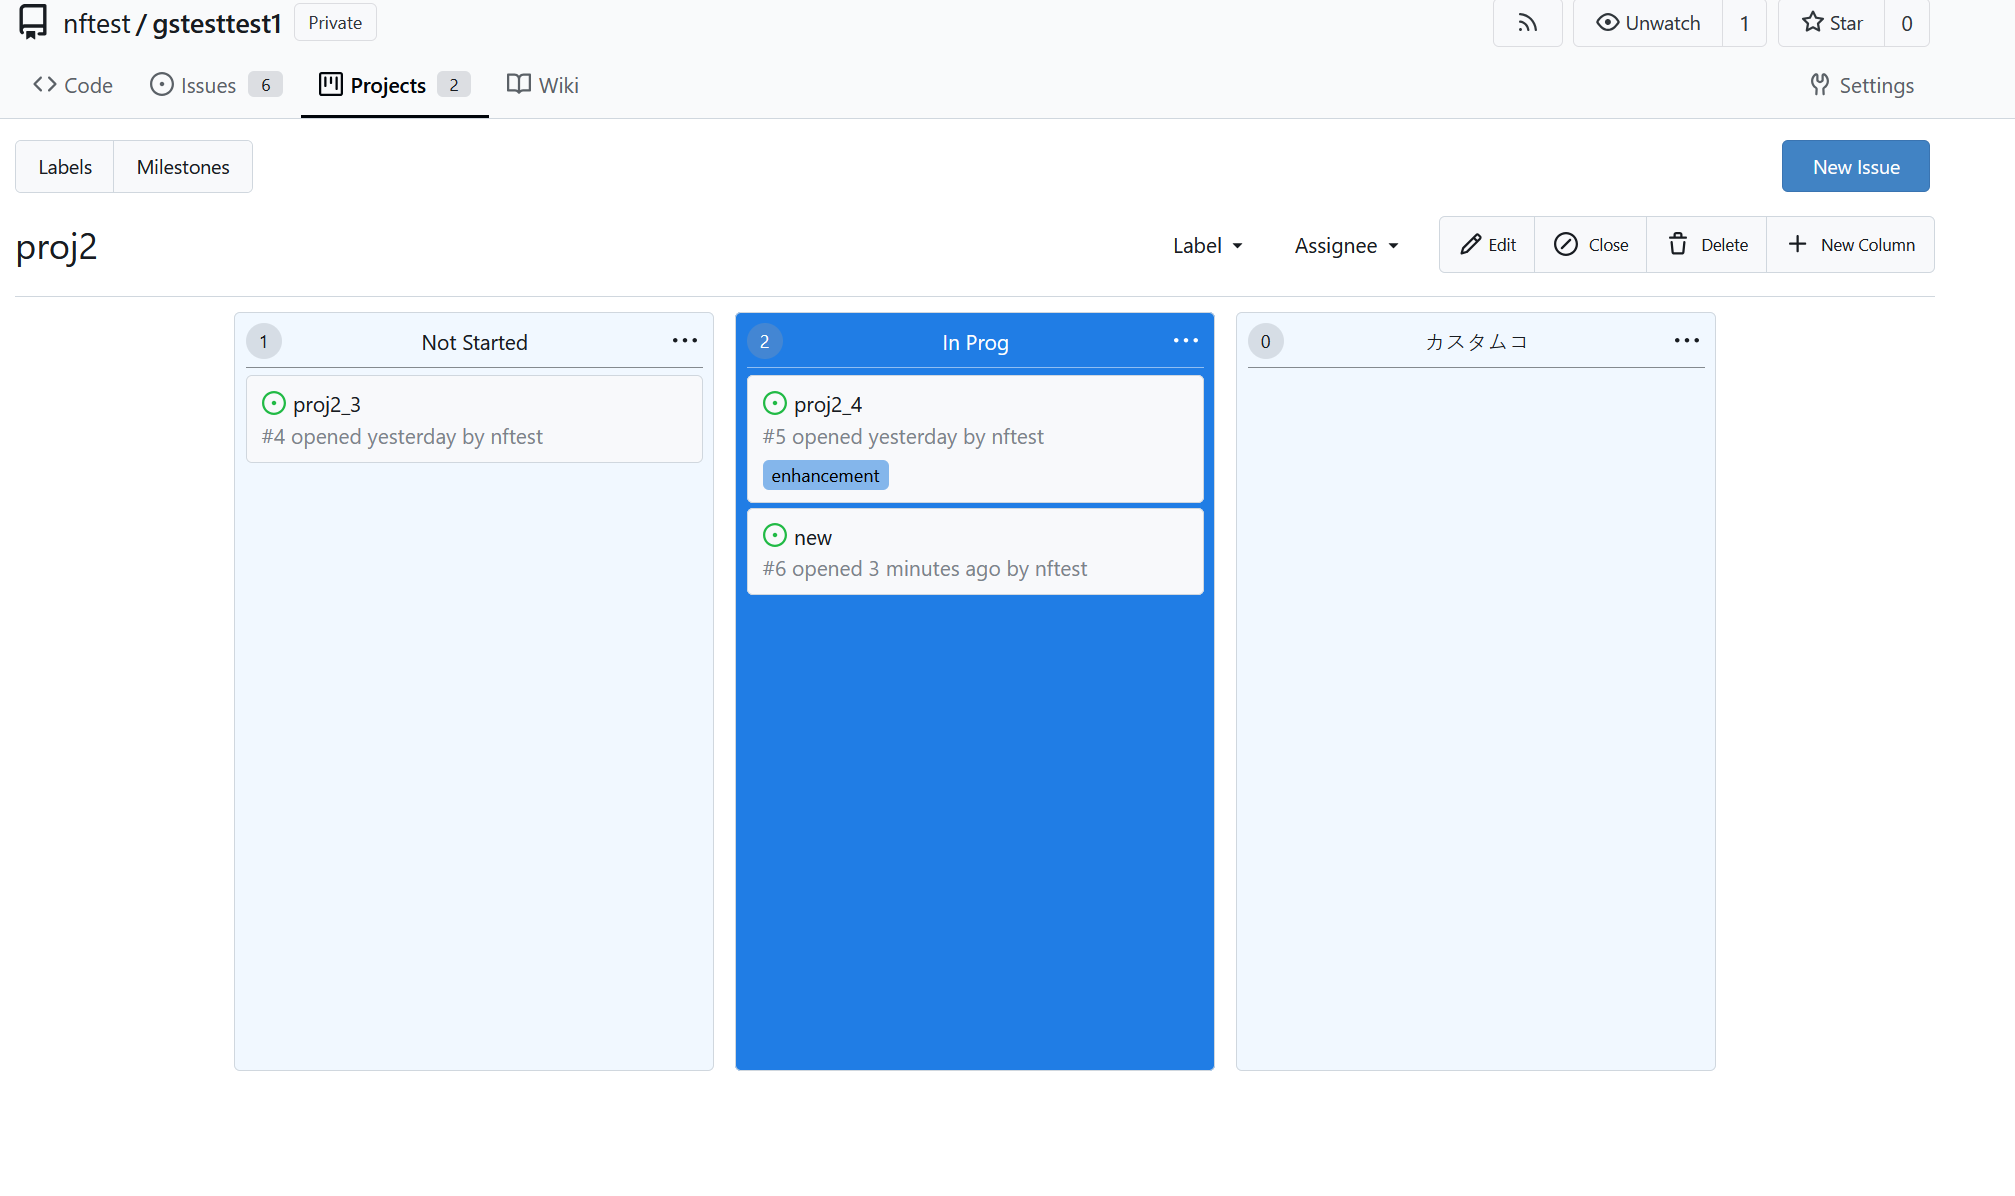 nftest / gstesttest1 Private Unwatch 1 Star 0
Code Issues 6 Projects 2 Wiki Settings
Labels Milestones New Issue
proj2 Label Assignee Edit Close Delete New Column
1 Not Started
proj2_3
#4 opened yesterday by nftest
2 In Prog
proj2_4
#5 opened yesterday by nftest
enhancement
new
#6 opened 3 minutes ago by nftest
0 カスタムコ